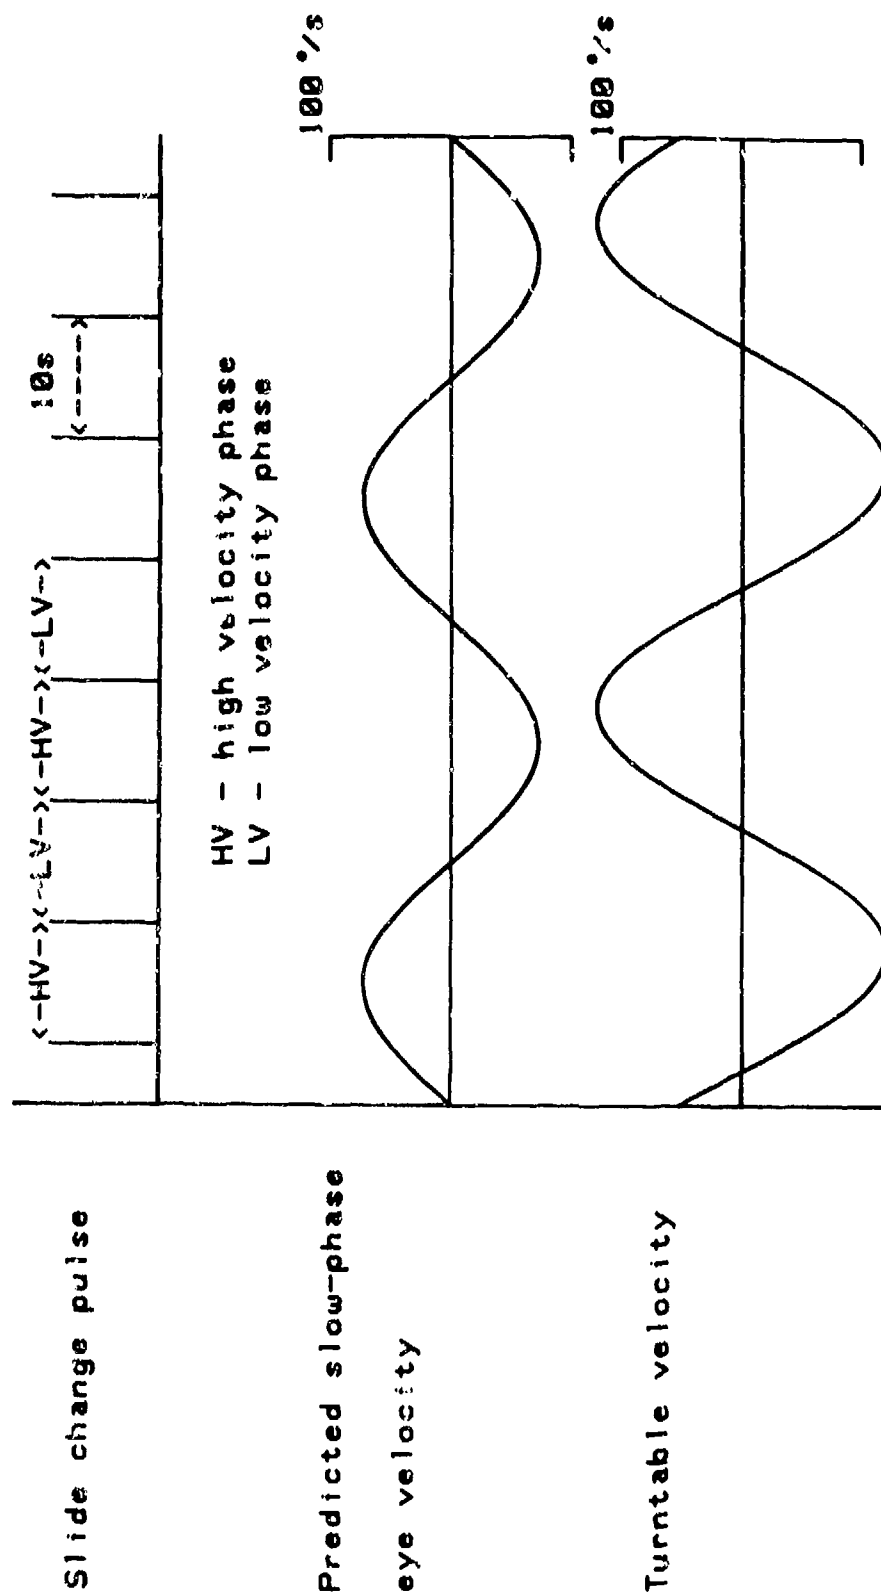 Slide change pulse
<-HV-><-LV-><-HV-><-LV->
10s
<---->
HV - high velocity phase
LV - low velocity phase
Predicted slow-phase
eye velocity
100 °/s
Turntable velocity
100 °/s